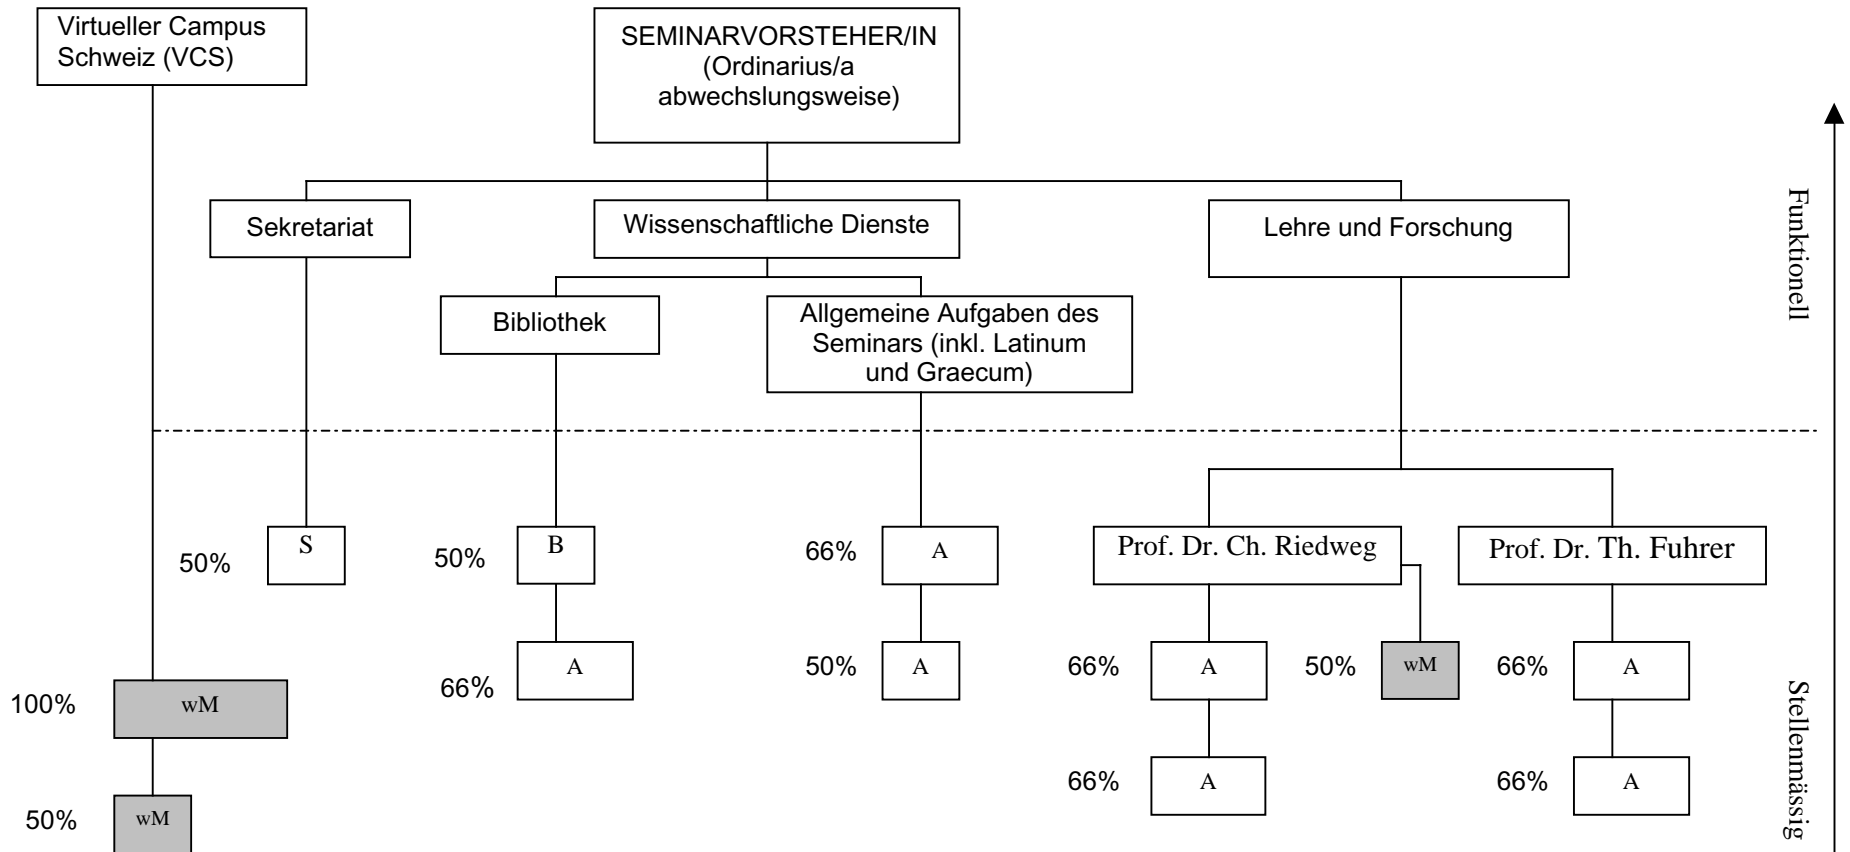 Virtueller Campus
Schweiz (VCS)
SEMINARVORSTEHER/IN
(Ordinarius/a
abwechslungsweise)
Sekretariat
Wissenschaftliche Dienste
Lehre und Forschung
Bibliothek
Allgemeine Aufgaben des
Seminars (inkl. Latinum
und Graecum)
Funktionell
50%
S
50%
B
66%
A
Prof. Dr. Ch. Riedweg
Prof. Dr. Th. Fuhrer
66%
A
50%
A
66%
A
50%
wM
66%
A
100%
wM
66%
A
66%
A
50%
wM
Stellenmässig